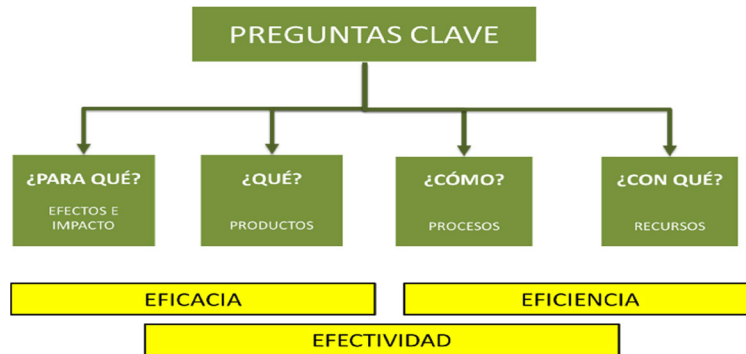 PREGUNTAS CLAVE
¿PARA QUÉ?
EFECTOS E
IMPACTO
¿QUÉ?
PRODUCTOS
¿CÓMO?
PROCESOS
¿CON QUÉ?
RECURSOS
EFICACIA
EFICIENCIA
EFECTIVIDAD